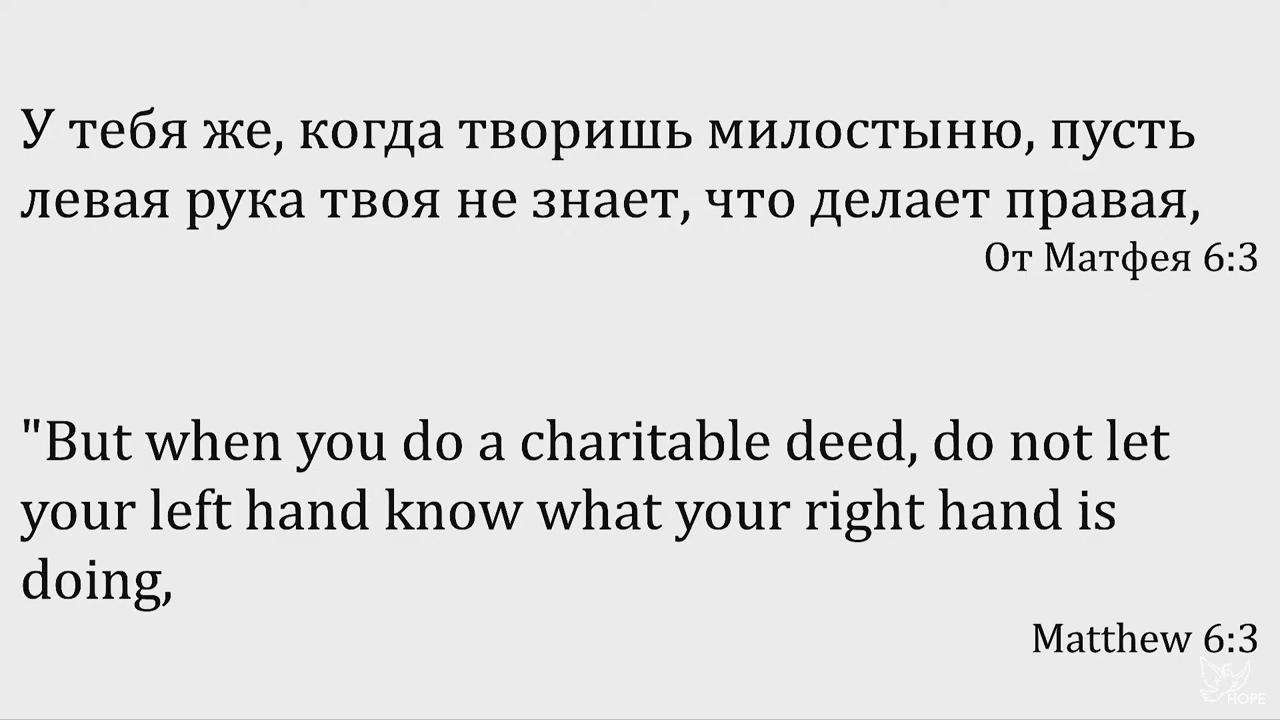 У тебя же, когда творишь милостыню, пусть
левая рука твоя не знает, что делает правая,
От Матфея 6:3
"But when you do a charitable deed, do not let
your left hand know what your right hand is
doing,
Matthew 6:3
HOPE